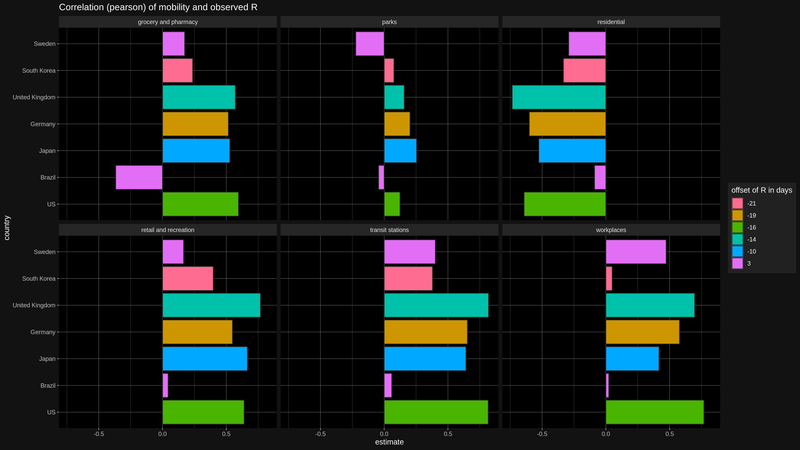 Correlation (pearson) of mobility and observed R
grocery and pharmacy
parks
residential
Sweden
South Korea
United Kingdom
Germany
Japan
Brazil
US
retail and recreation
transit stations
workplaces
Sweden
South Korea
United Kingdom
Germany
Japan
Brazil
US
-0.5 0.0 0.5
-0.5 0.0 0.5
-0.5 0.0 0.5
estimate
country
offset of R in days
-21
-19
-16
-14
-10
3